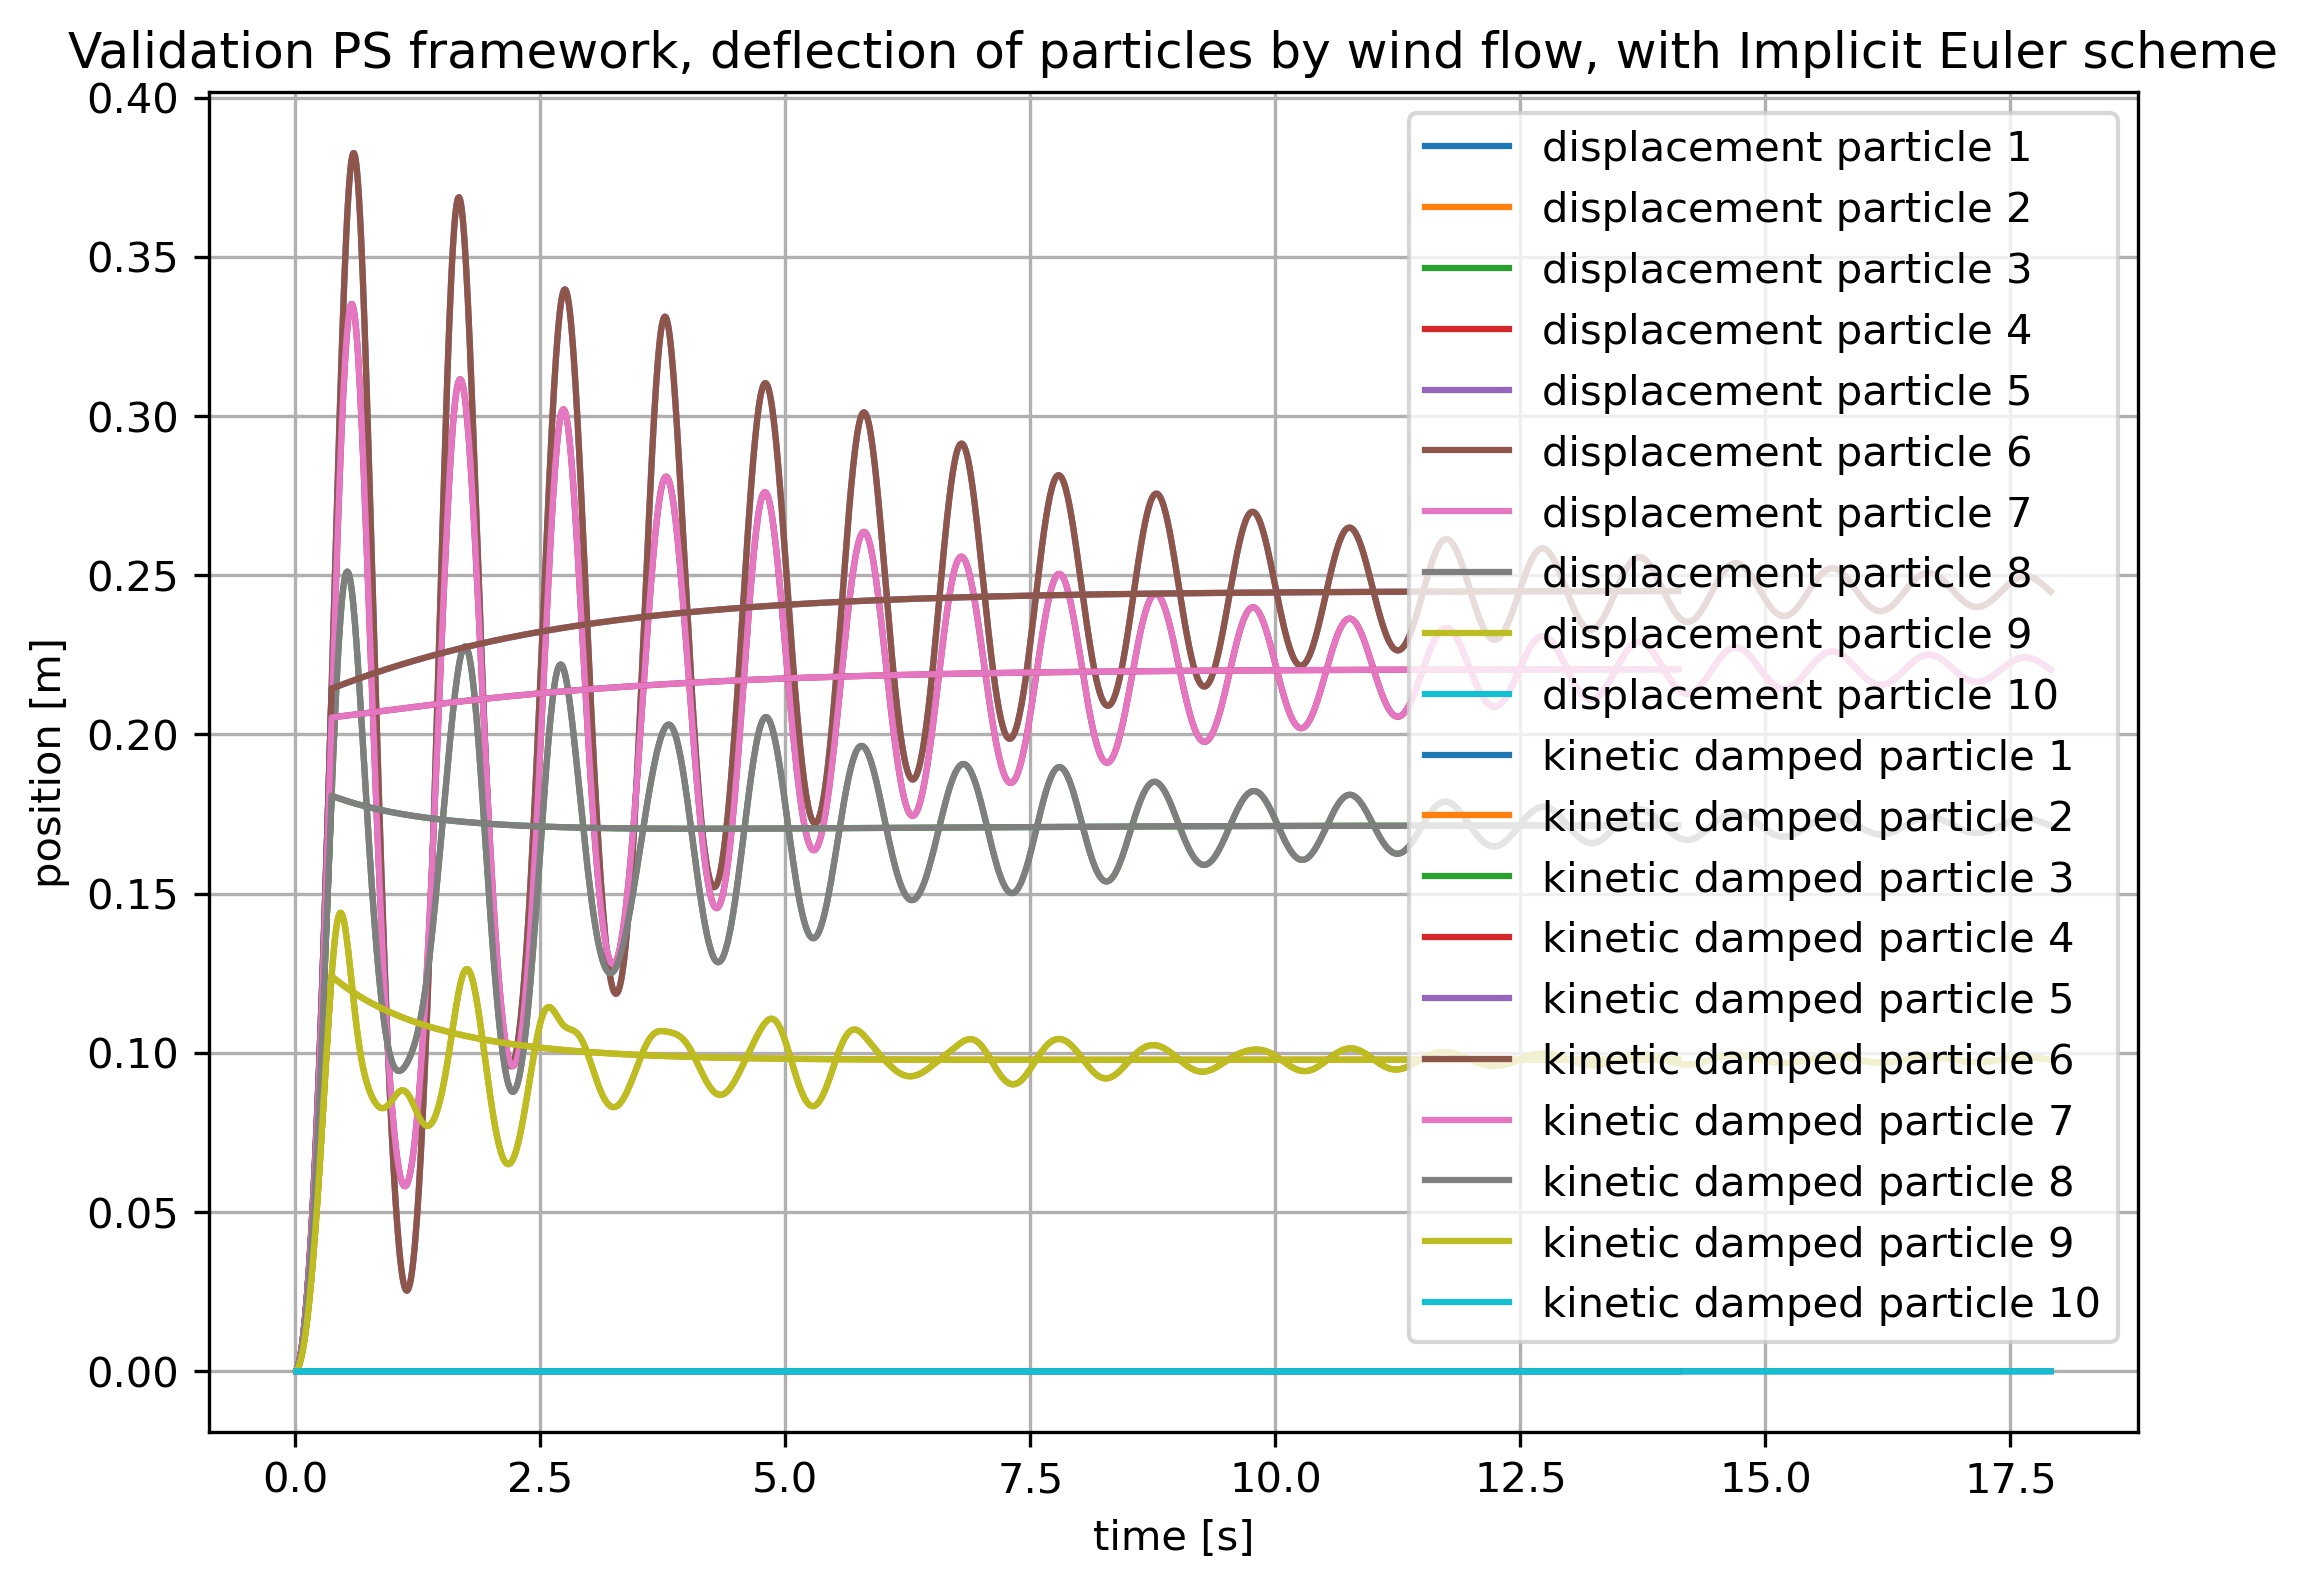 Validation PS framework, deflection of particles by wind flow, with Implicit Euler scheme
0.40
0.35
0.30
0.25
0.20
0.15
0.10
0.05
0.00
position [m]
displacement particle 1
displacement particle 2
displacement particle 3
displacement particle 4
displacement particle 5
displacement particle 6
displacement particle 7
displacement particle 8
displacement particle 9
displacement particle 10
kinetic damped particle 1
kinetic damped particle 2
kinetic damped particle 3
kinetic damped particle 4
kinetic damped particle 5
kinetic damped particle 6
kinetic damped particle 7
kinetic damped particle 8
kinetic damped particle 9
kinetic damped particle 10
0.0 2.5 5.0 7.5 10.0 12.5 15.0 17.5
time [s]